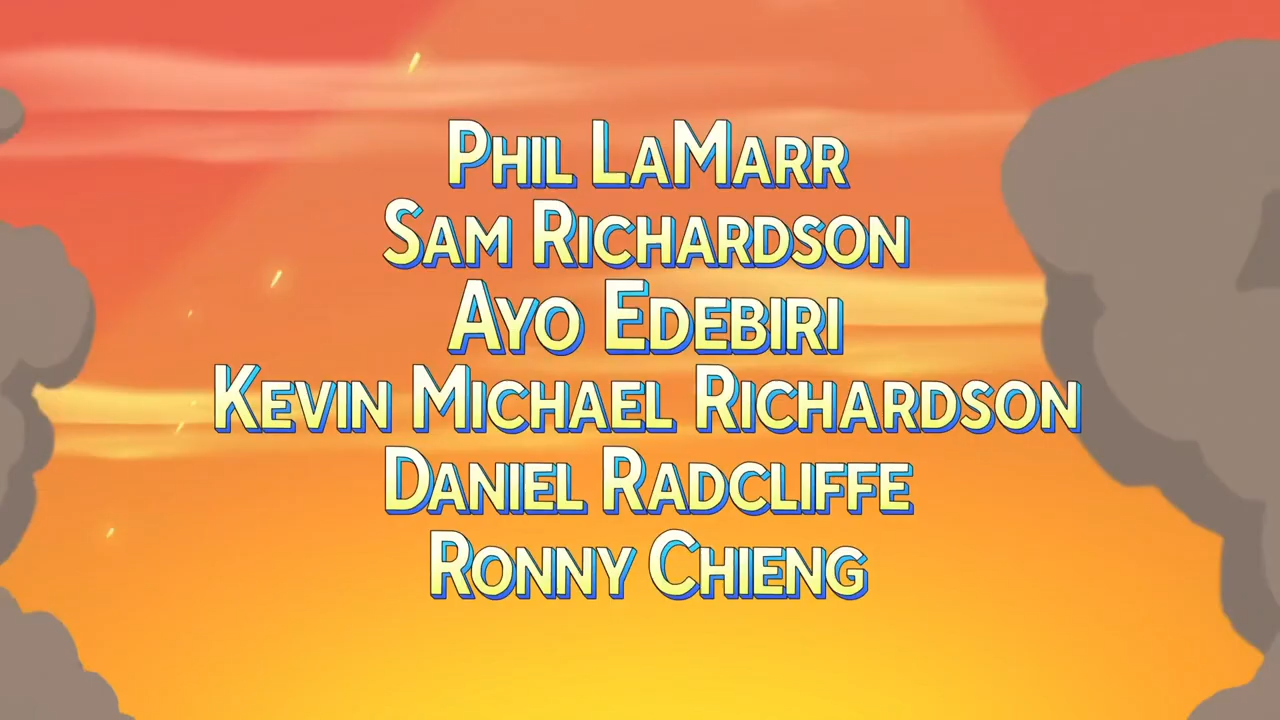 Phil LaMarr
Sam Richardson
Ayo Edebiri
Kevin Michael Richardson
Daniel Radcliffe
Ronny Chieng